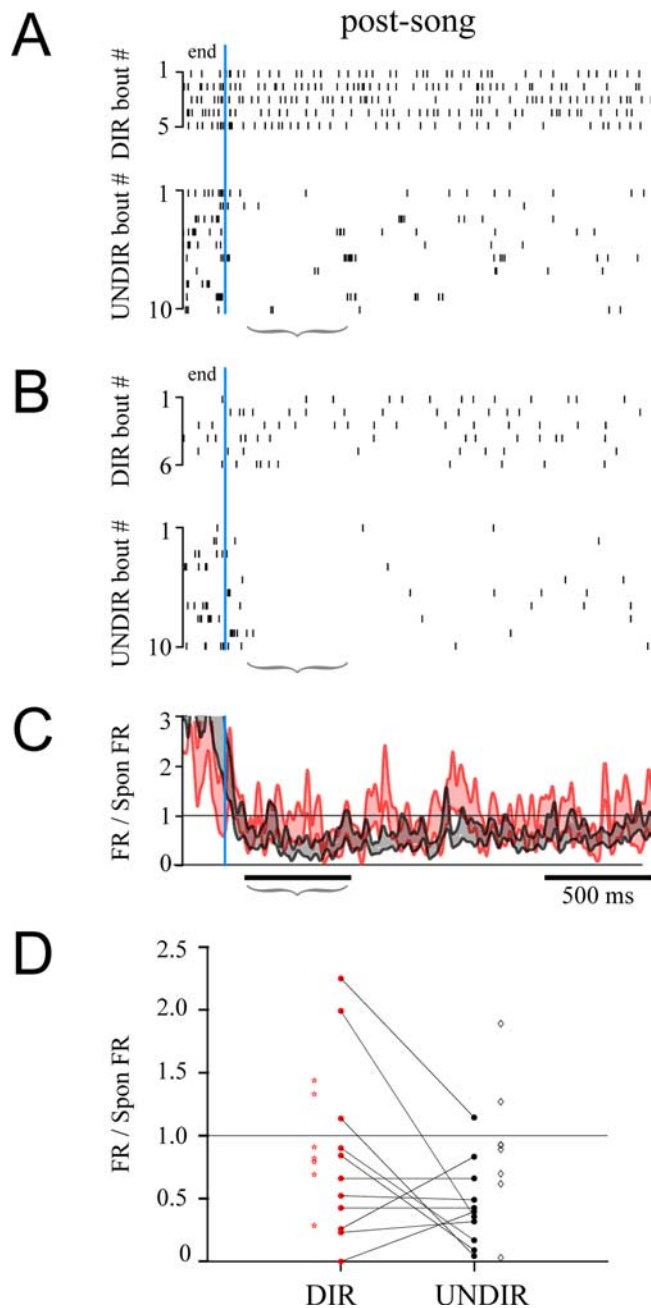 A
post-song
end
DIR bout #
1
5
UNDIR bout #
1
10
B
end
DIR bout #
1
6
UNDIR bout #
1
10
C
FR / Spon FR
3
2
1
0
500 ms
D
FR / Spon FR
2.5
2.0
1.5
1.0
0.5
0
DIR UNDIR